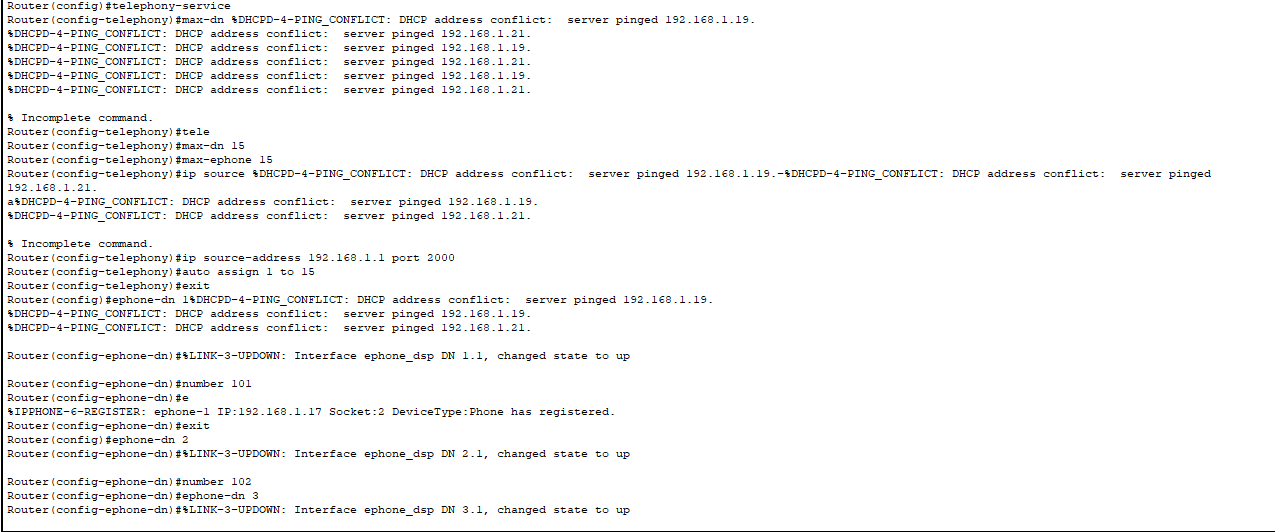 Router(config)#telephony-service
Router(config-telephony)#max-dn %DHCPD-4-PING_CONFLICT: DHCP address conflict:  server pinged 192.168.1.19.
%DHCPD-4-PING_CONFLICT: DHCP address conflict:  server pinged 192.168.1.21.
%DHCPD-4-PING_CONFLICT: DHCP address conflict:  server pinged 192.168.1.19.
%DHCPD-4-PING_CONFLICT: DHCP address conflict:  server pinged 192.168.1.21.
%DHCPD-4-PING_CONFLICT: DHCP address conflict:  server pinged 192.168.1.19.
%DHCPD-4-PING_CONFLICT: DHCP address conflict:  server pinged 192.168.1.21.
% Incomplete command.
Router(config-telephony)#tele
Router(config-telephony)#max-dn 15
Router(config-telephony)#max-ephone 15
Router(config-telephony)#ip source %DHCPD-4-PING_CONFLICT: DHCP address conflict:  server pinged 192.168.1.19.-%DHCPD-4-PING_CONFLICT: DHCP address conflict:  server pinged
192.168.1.21.
a%DHCPD-4-PING_CONFLICT: DHCP address conflict:  server pinged 192.168.1.19.
%DHCPD-4-PING_CONFLICT: DHCP address conflict:  server pinged 192.168.1.21.
% Incomplete command.
Router(config-telephony)#ip source-address 192.168.1.1 port 2000
Router(config-telephony)#auto assign 1 to 15
Router(config-telephony)#exit
Router(config)#ephone-dn 1%DHCPD-4-PING_CONFLICT: DHCP address conflict:  server pinged 192.168.1.19.
%DHCPD-4-PING_CONFLICT: DHCP address conflict:  server pinged 192.168.1.19.
%DHCPD-4-PING_CONFLICT: DHCP address conflict:  server pinged 192.168.1.21.
Router(config-ephone-dn)#%LINK-3-UPDOWN: Interface ephone_dsp DN 1.1, changed state to up
Router(config-ephone-dn)#number 101
Router(config-ephone-dn)#e
%IPPHONE-6-REGISTER: ephone-1 IP:192.168.1.17 Socket:2 DeviceType:Phone has registered.
Router(config-ephone-dn)#exit
Router(config)#ephone-dn 2
Router(config-ephone-dn)#%LINK-3-UPDOWN: Interface ephone_dsp DN 2.1, changed state to up
Router(config-ephone-dn)#number 102
Router(config-ephone-dn)#ephone-dn 3
Router(config-ephone-dn)#%LINK-3-UPDOWN: Interface ephone_dsp DN 3.1, changed state to up